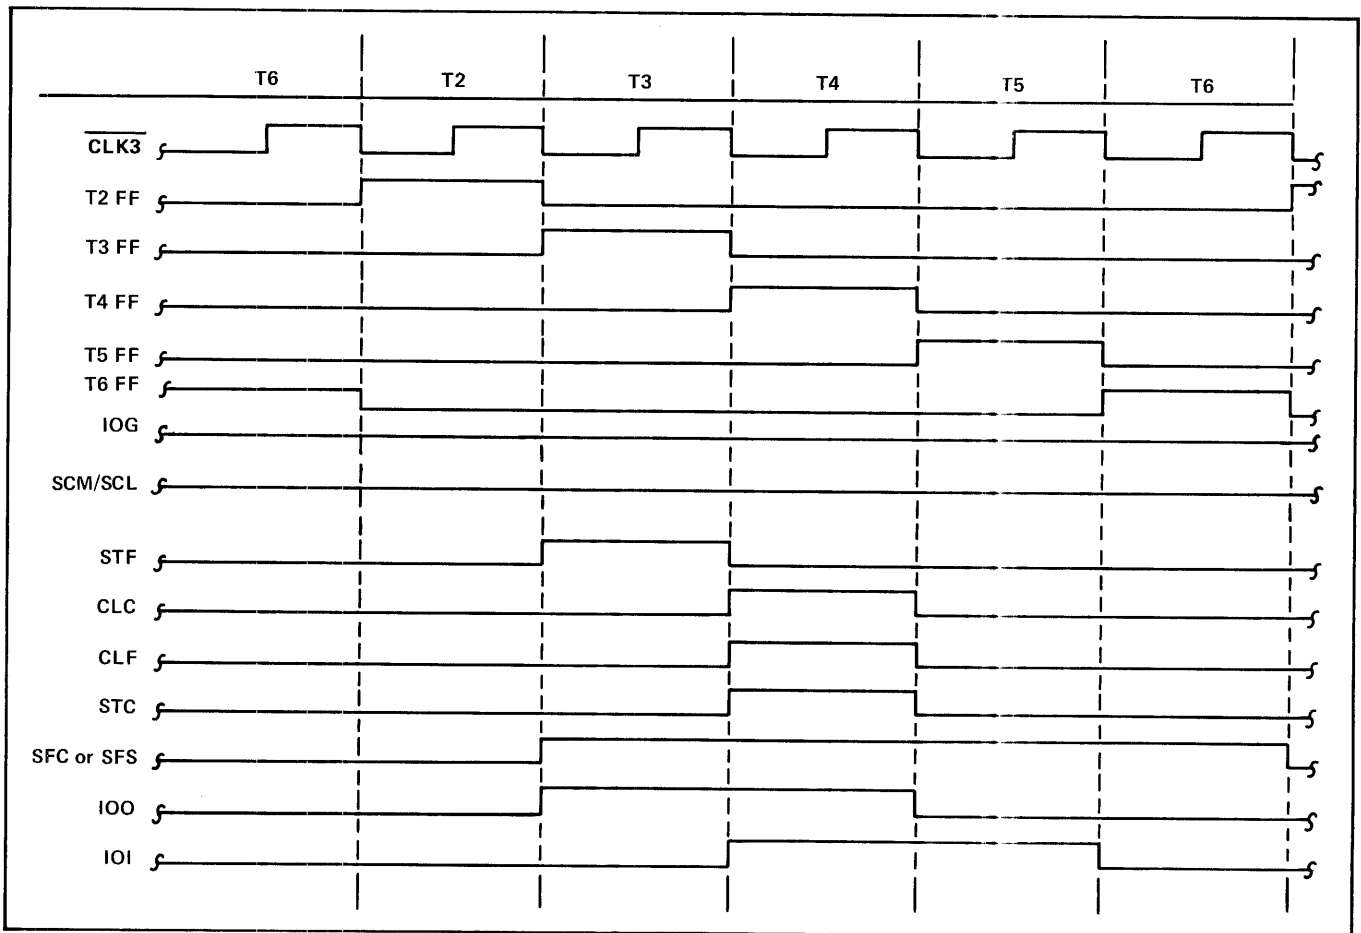 T6 T2 T3 T4 T5 T6
CLK3
T2 FF
T3 FF
T4 FF
T5 FF
T6 FF
IOG
SCM/SCL
STF
CLC
CLF
STC
SFC or SFS
IOO
IOI